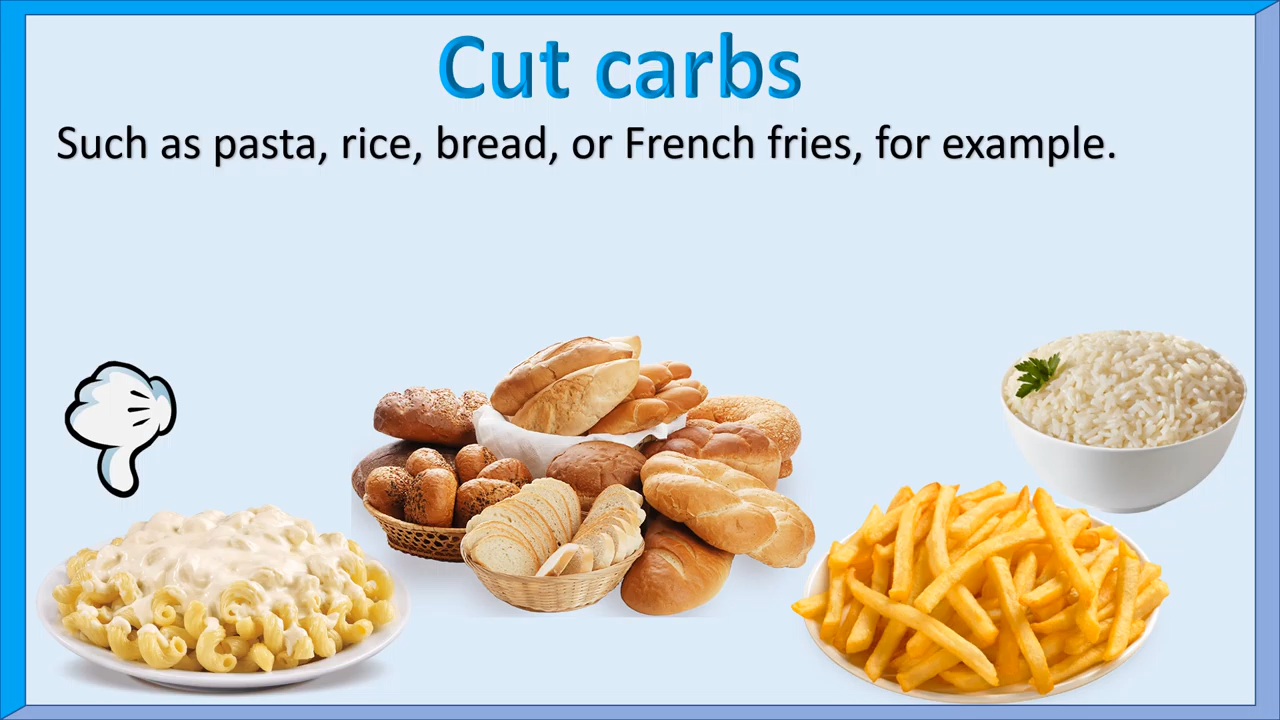 Cut carbs
Such as pasta, rice, bread, or French fries, for example.